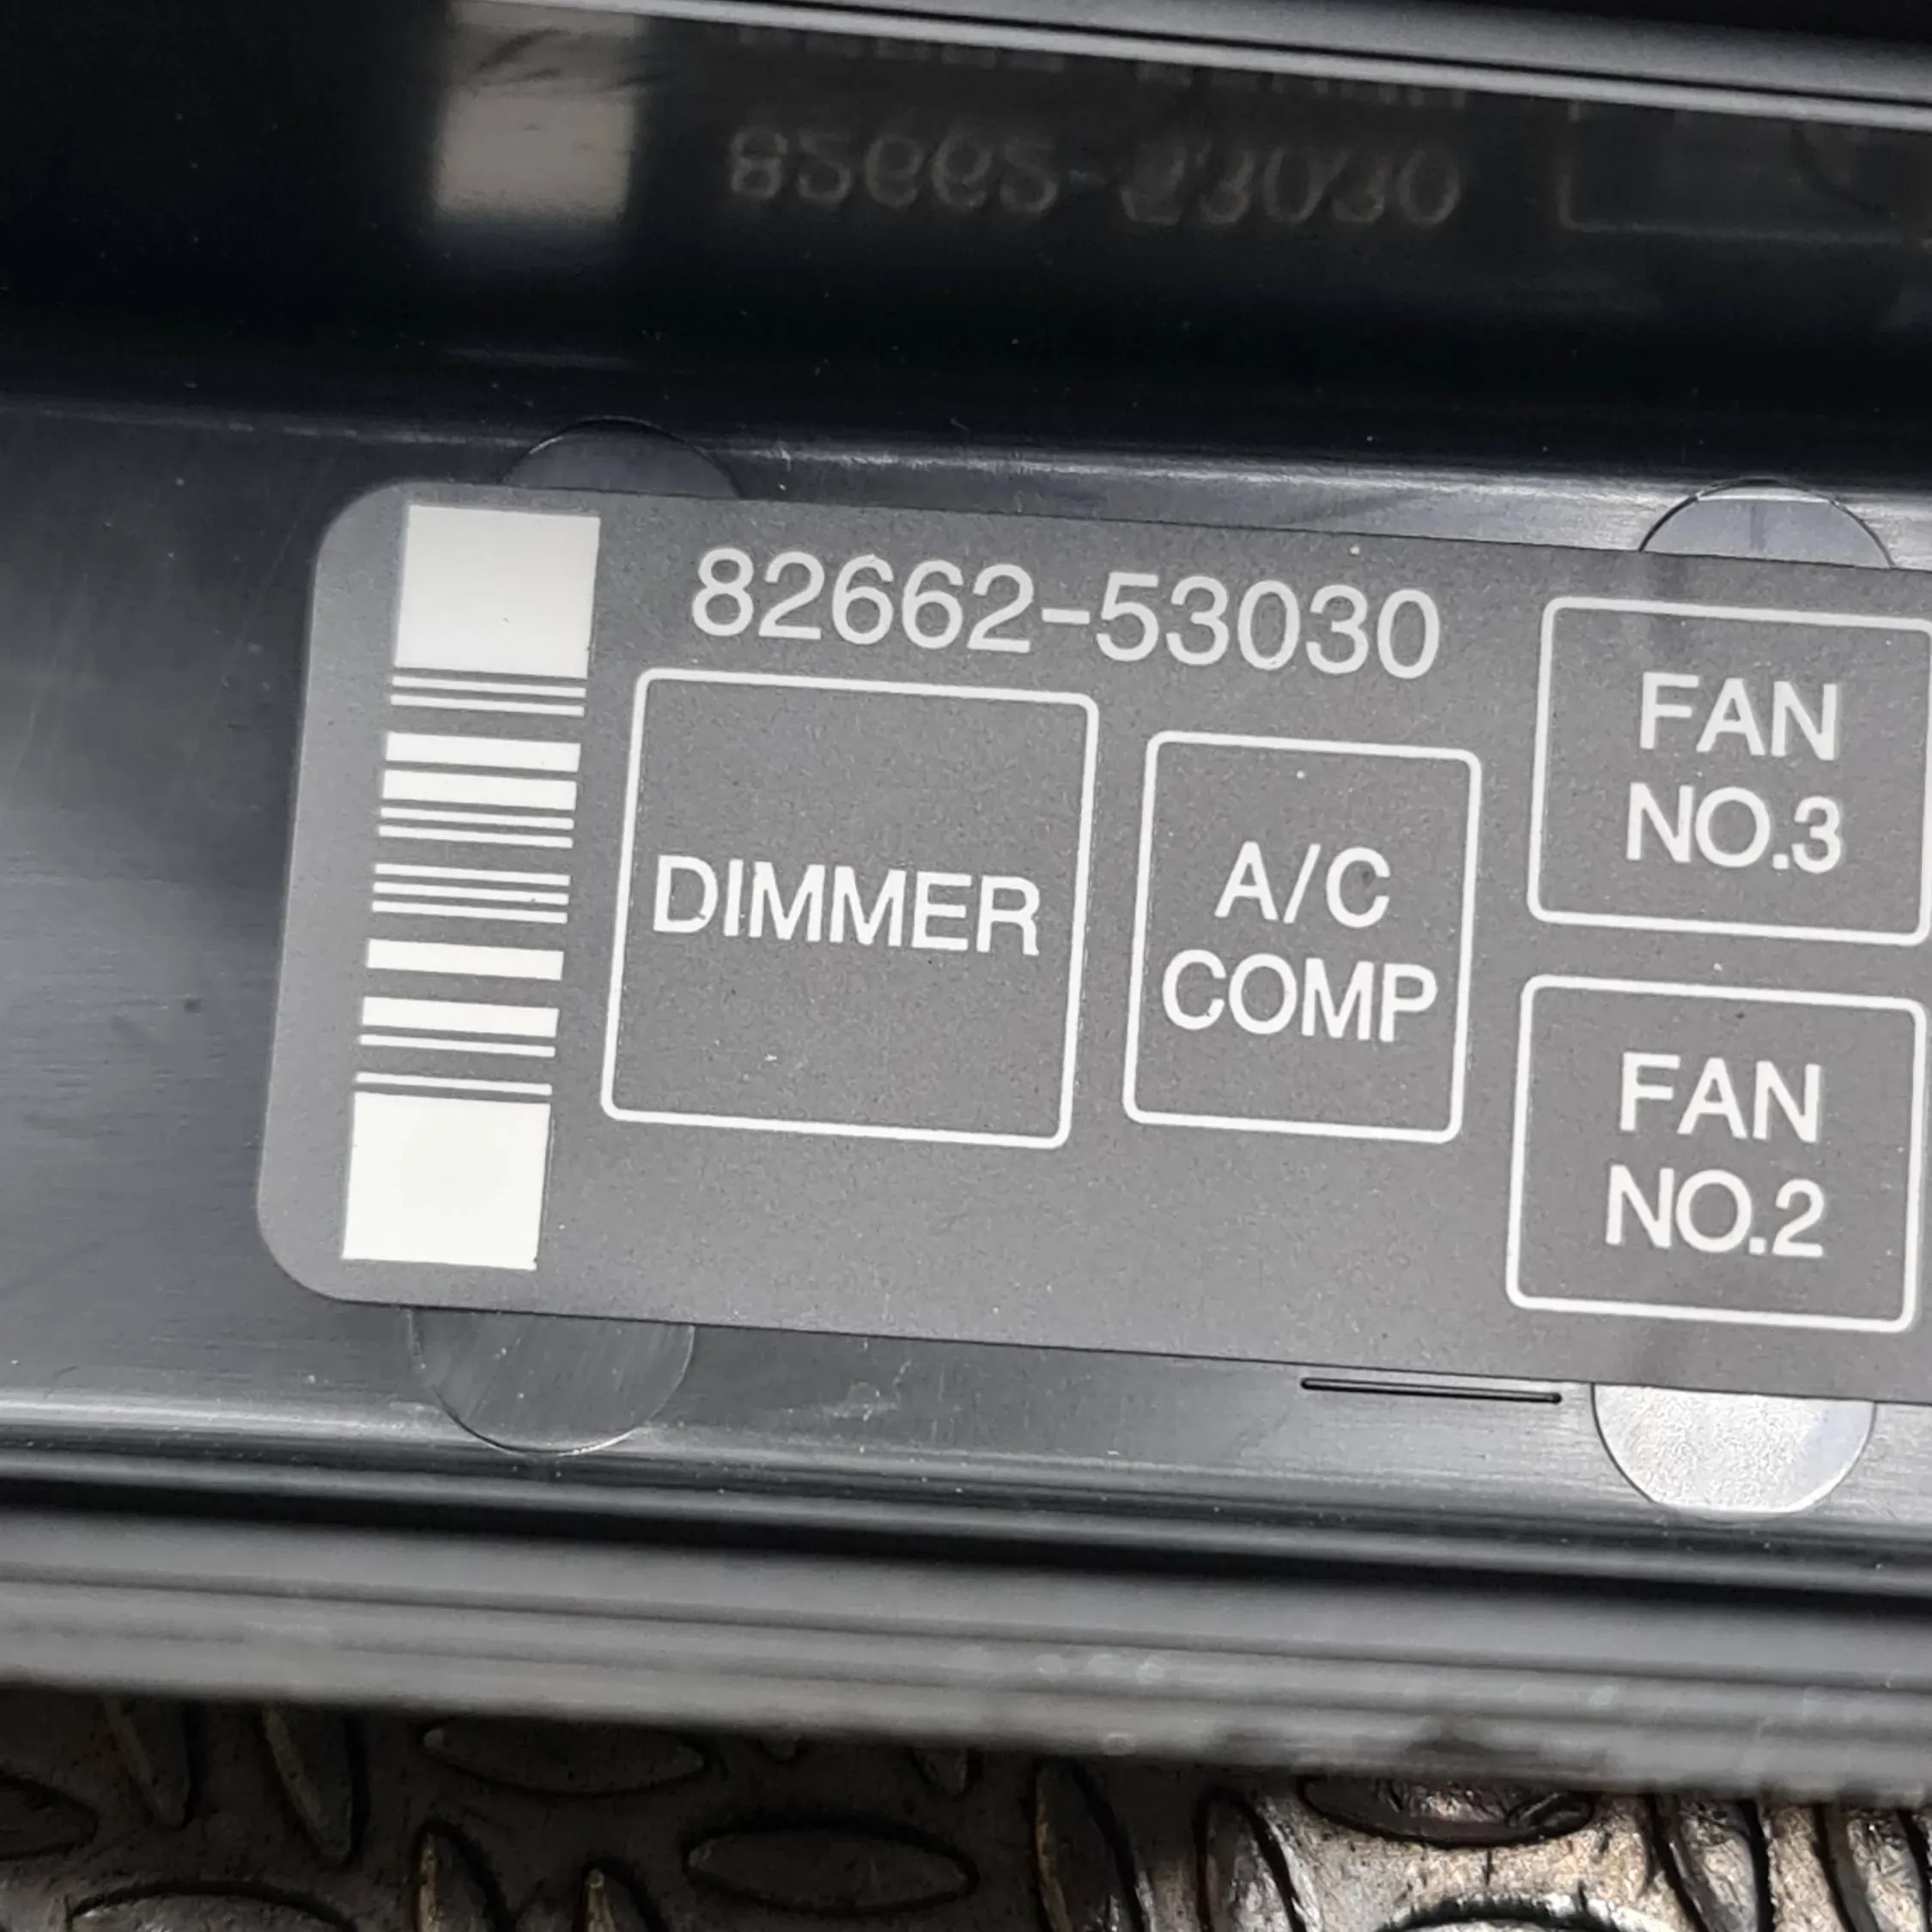 82662-53030
DIMMER
A/C
COMP
FAN
NO.3
FAN
NO.2